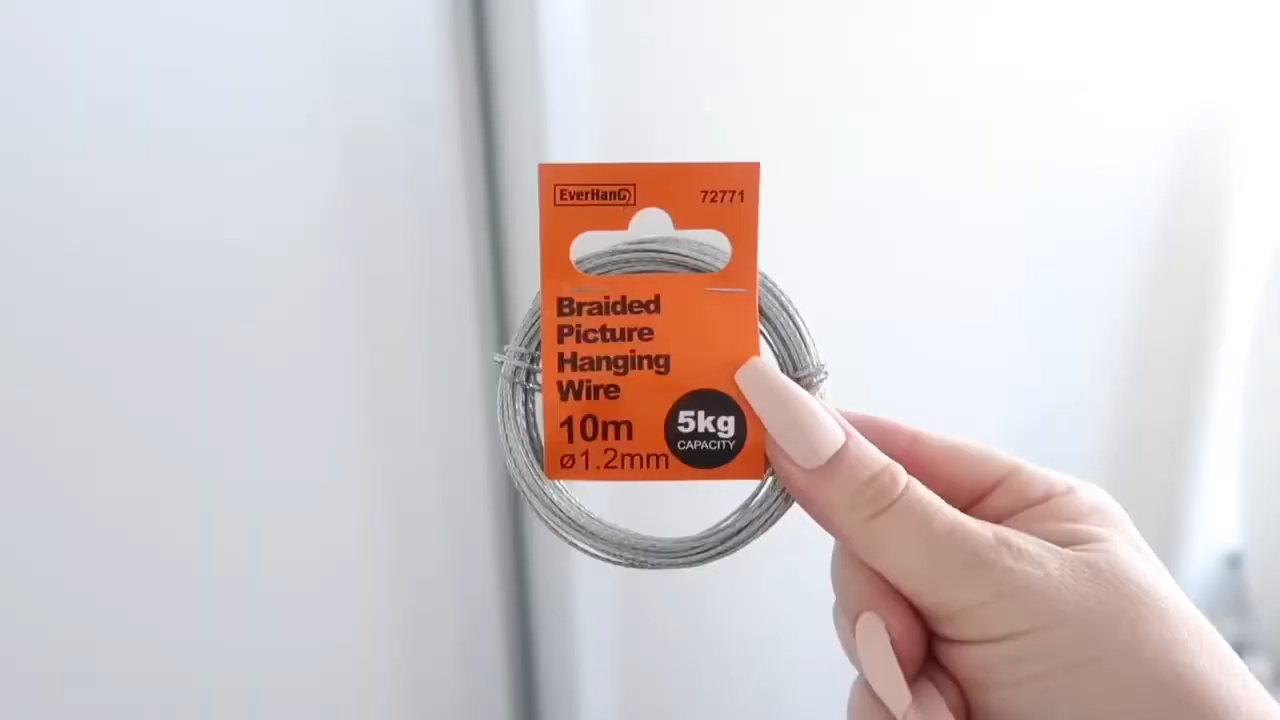 EverHanG 72771
Braided
Picture
Hanging
Wire
10m
ø1.2mm
5kg
CAPACITY